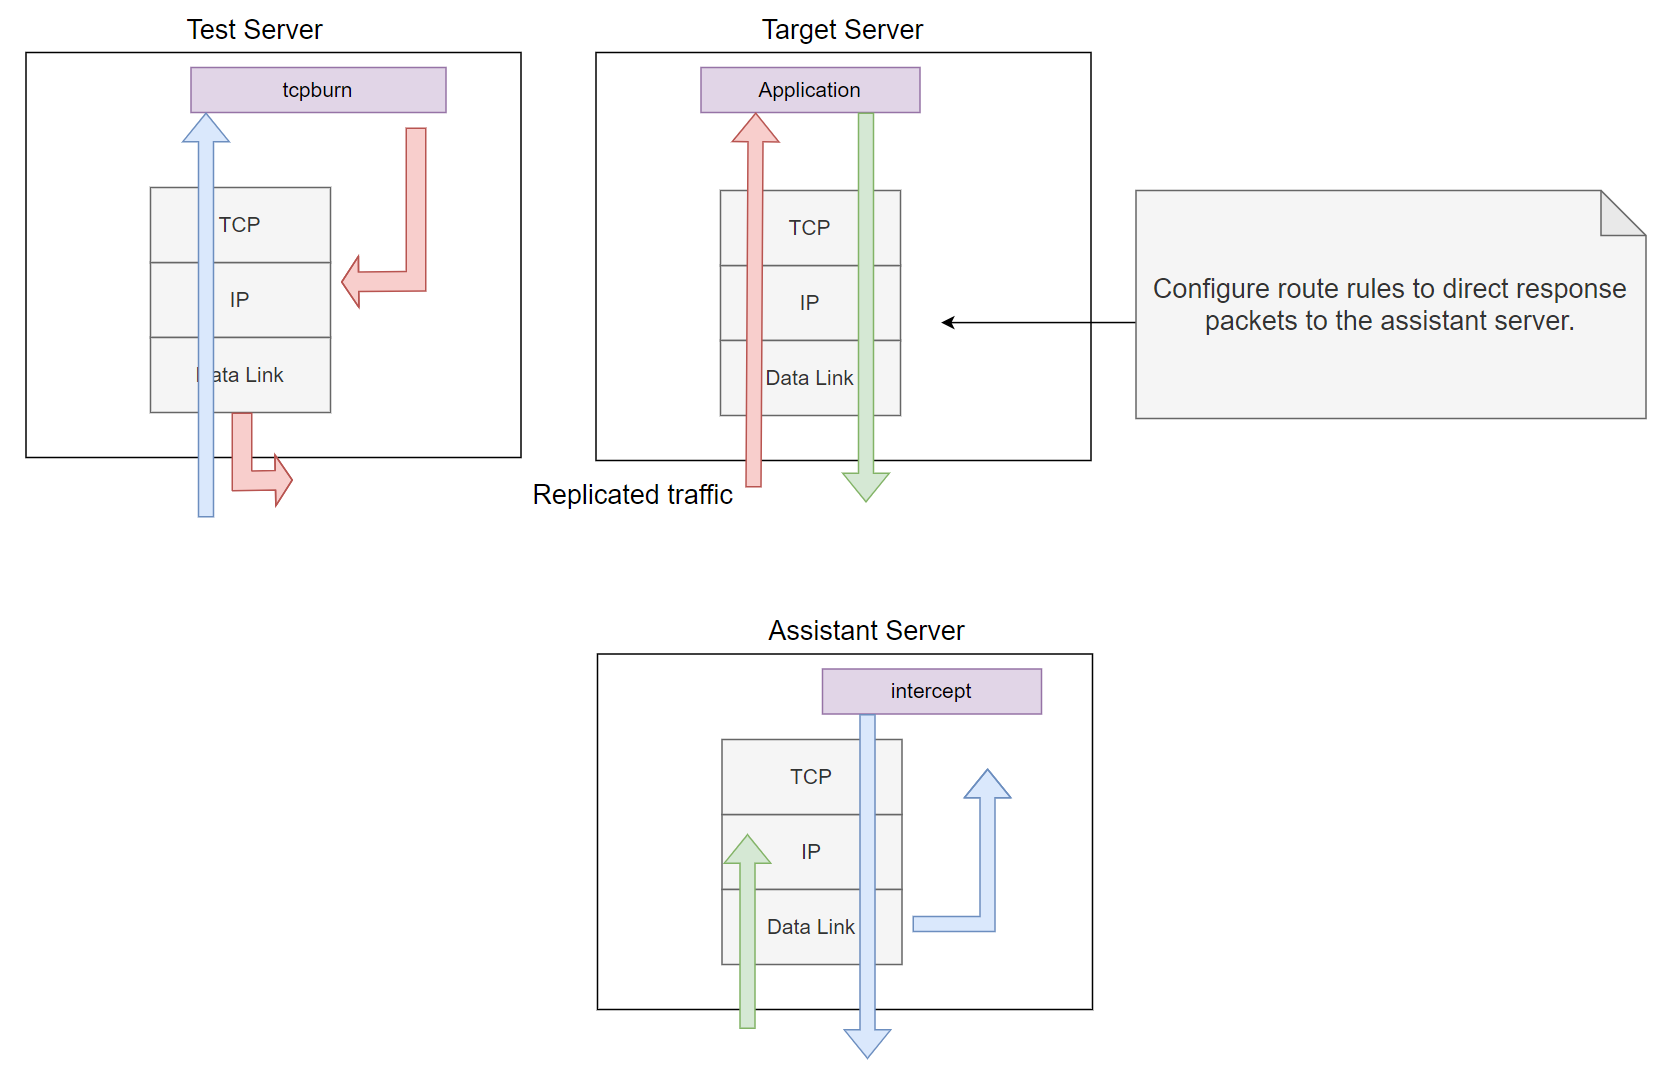 Test Server
tcpburn
TCP
IP
Data Link
Target Server
Application
TCP
IP
Data Link
Replicated traffic
Configure route rules to direct response
packets to the assistant server.
Assistant Server
intercept
TCP
IP
Data Link